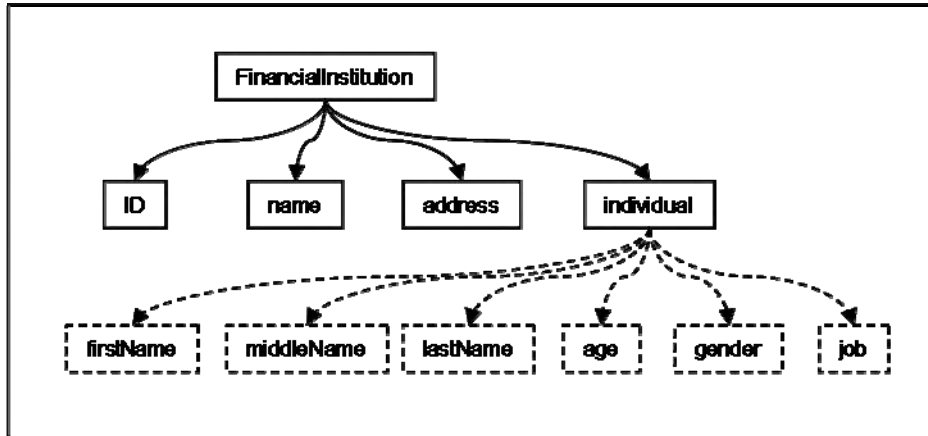 FinancialInstitution
ID
name
address
individual
firstName
middleName
lastName
age
gender
job